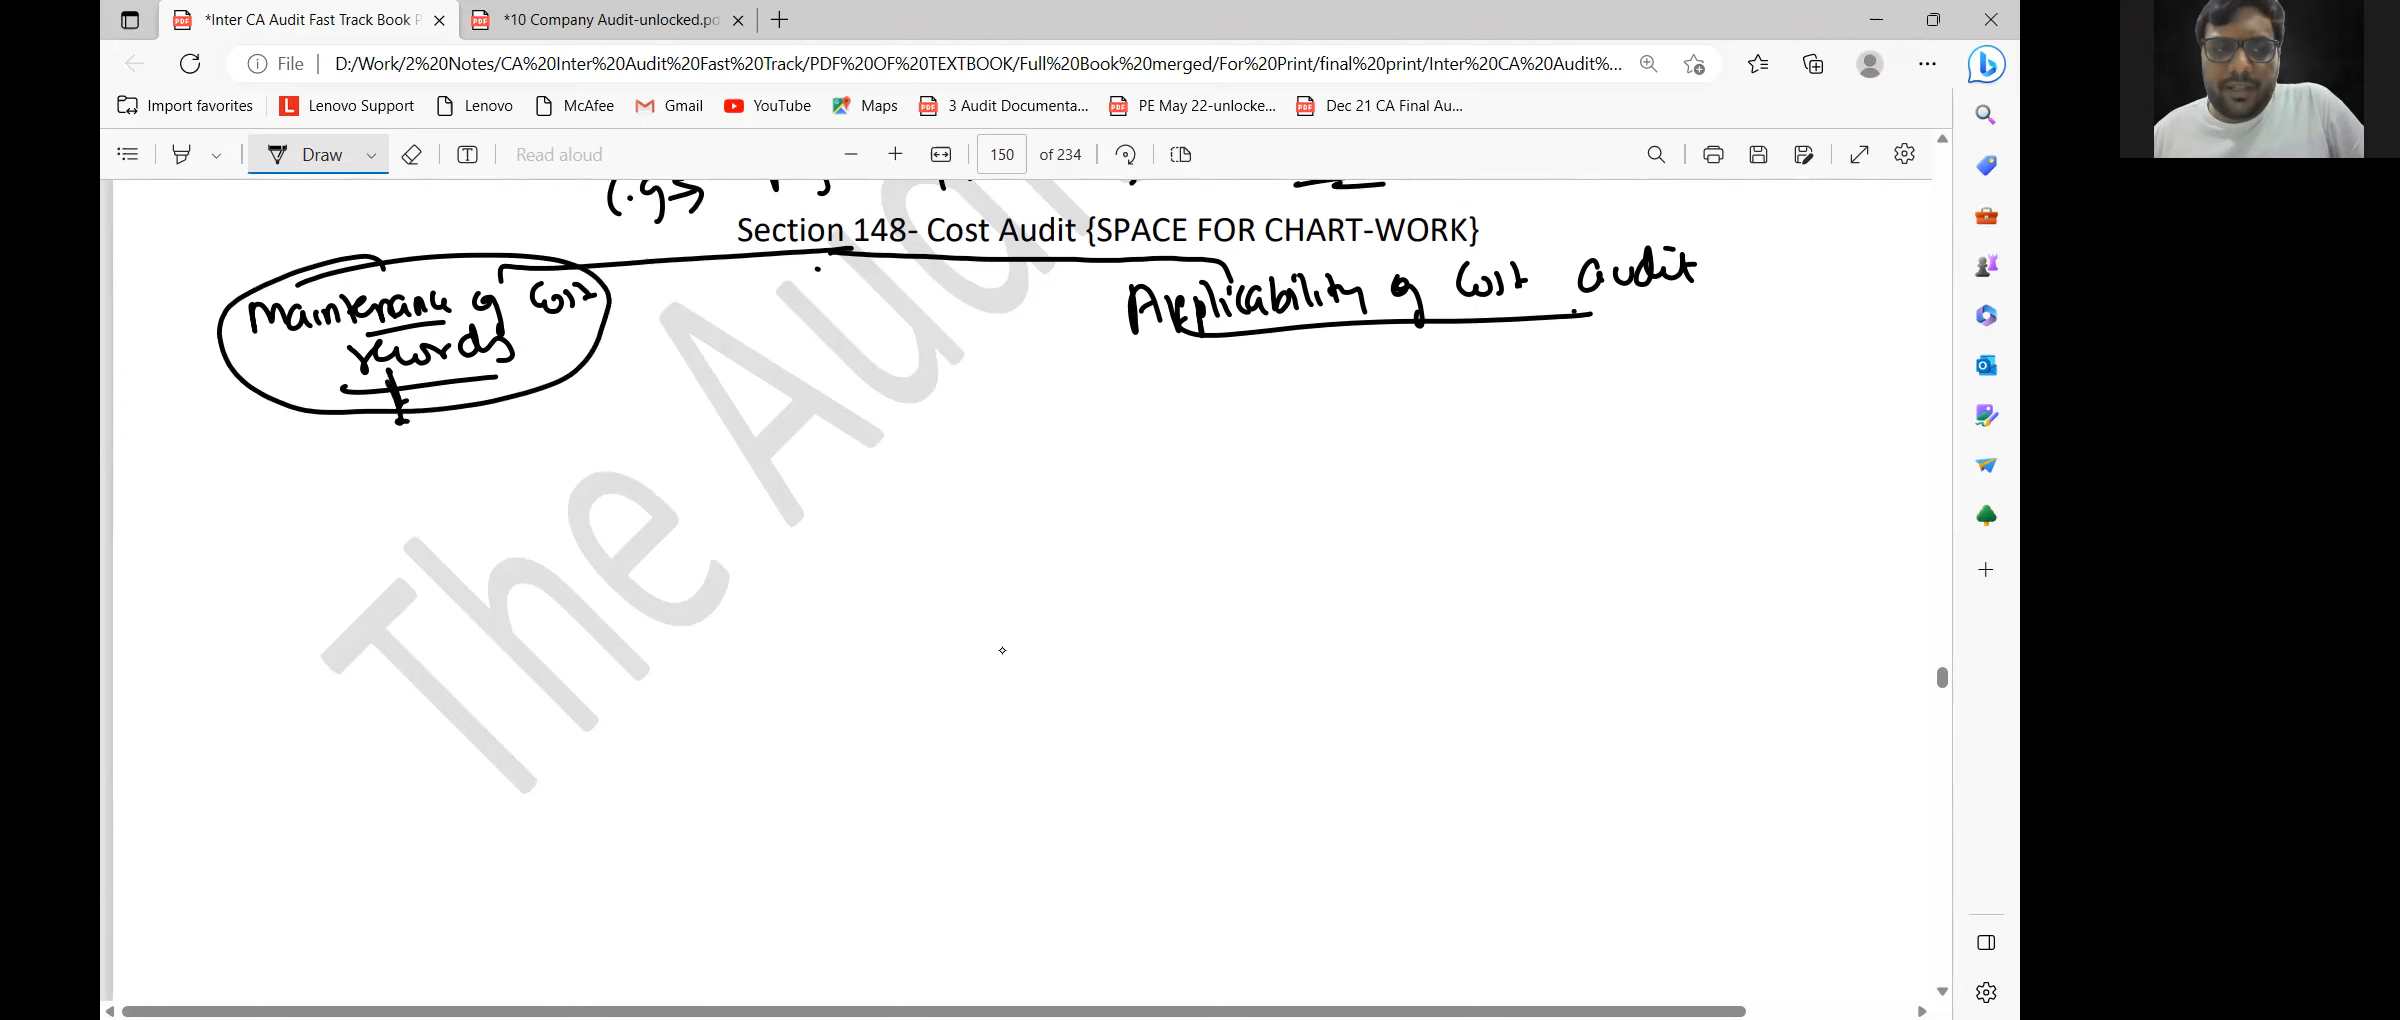 *Inter CA Audit Fast Track Book P
*10 Company Audit-unlocked.pd
File
D:/Work/2%20Notes/CA%20Inter%20Audit%20Fast%20Track/PDF%20OF%20TEXTBOOK/Full%20Book%20merged/For%20Print/final%20print/Inter%20CA%20Audit%...
Import favorites
Lenovo Support
Lenovo
McAfee
Gmail
YouTube
Maps
3 Audit Documenta...
PE May 22-unlocke...
Dec 21 CA Final Au...
Draw
Read aloud
150 of 234
Section 148- Cost Audit {SPACE FOR CHART-WORK}
Maintenance of Cost
records
Applicability of Cost audit
The Aud